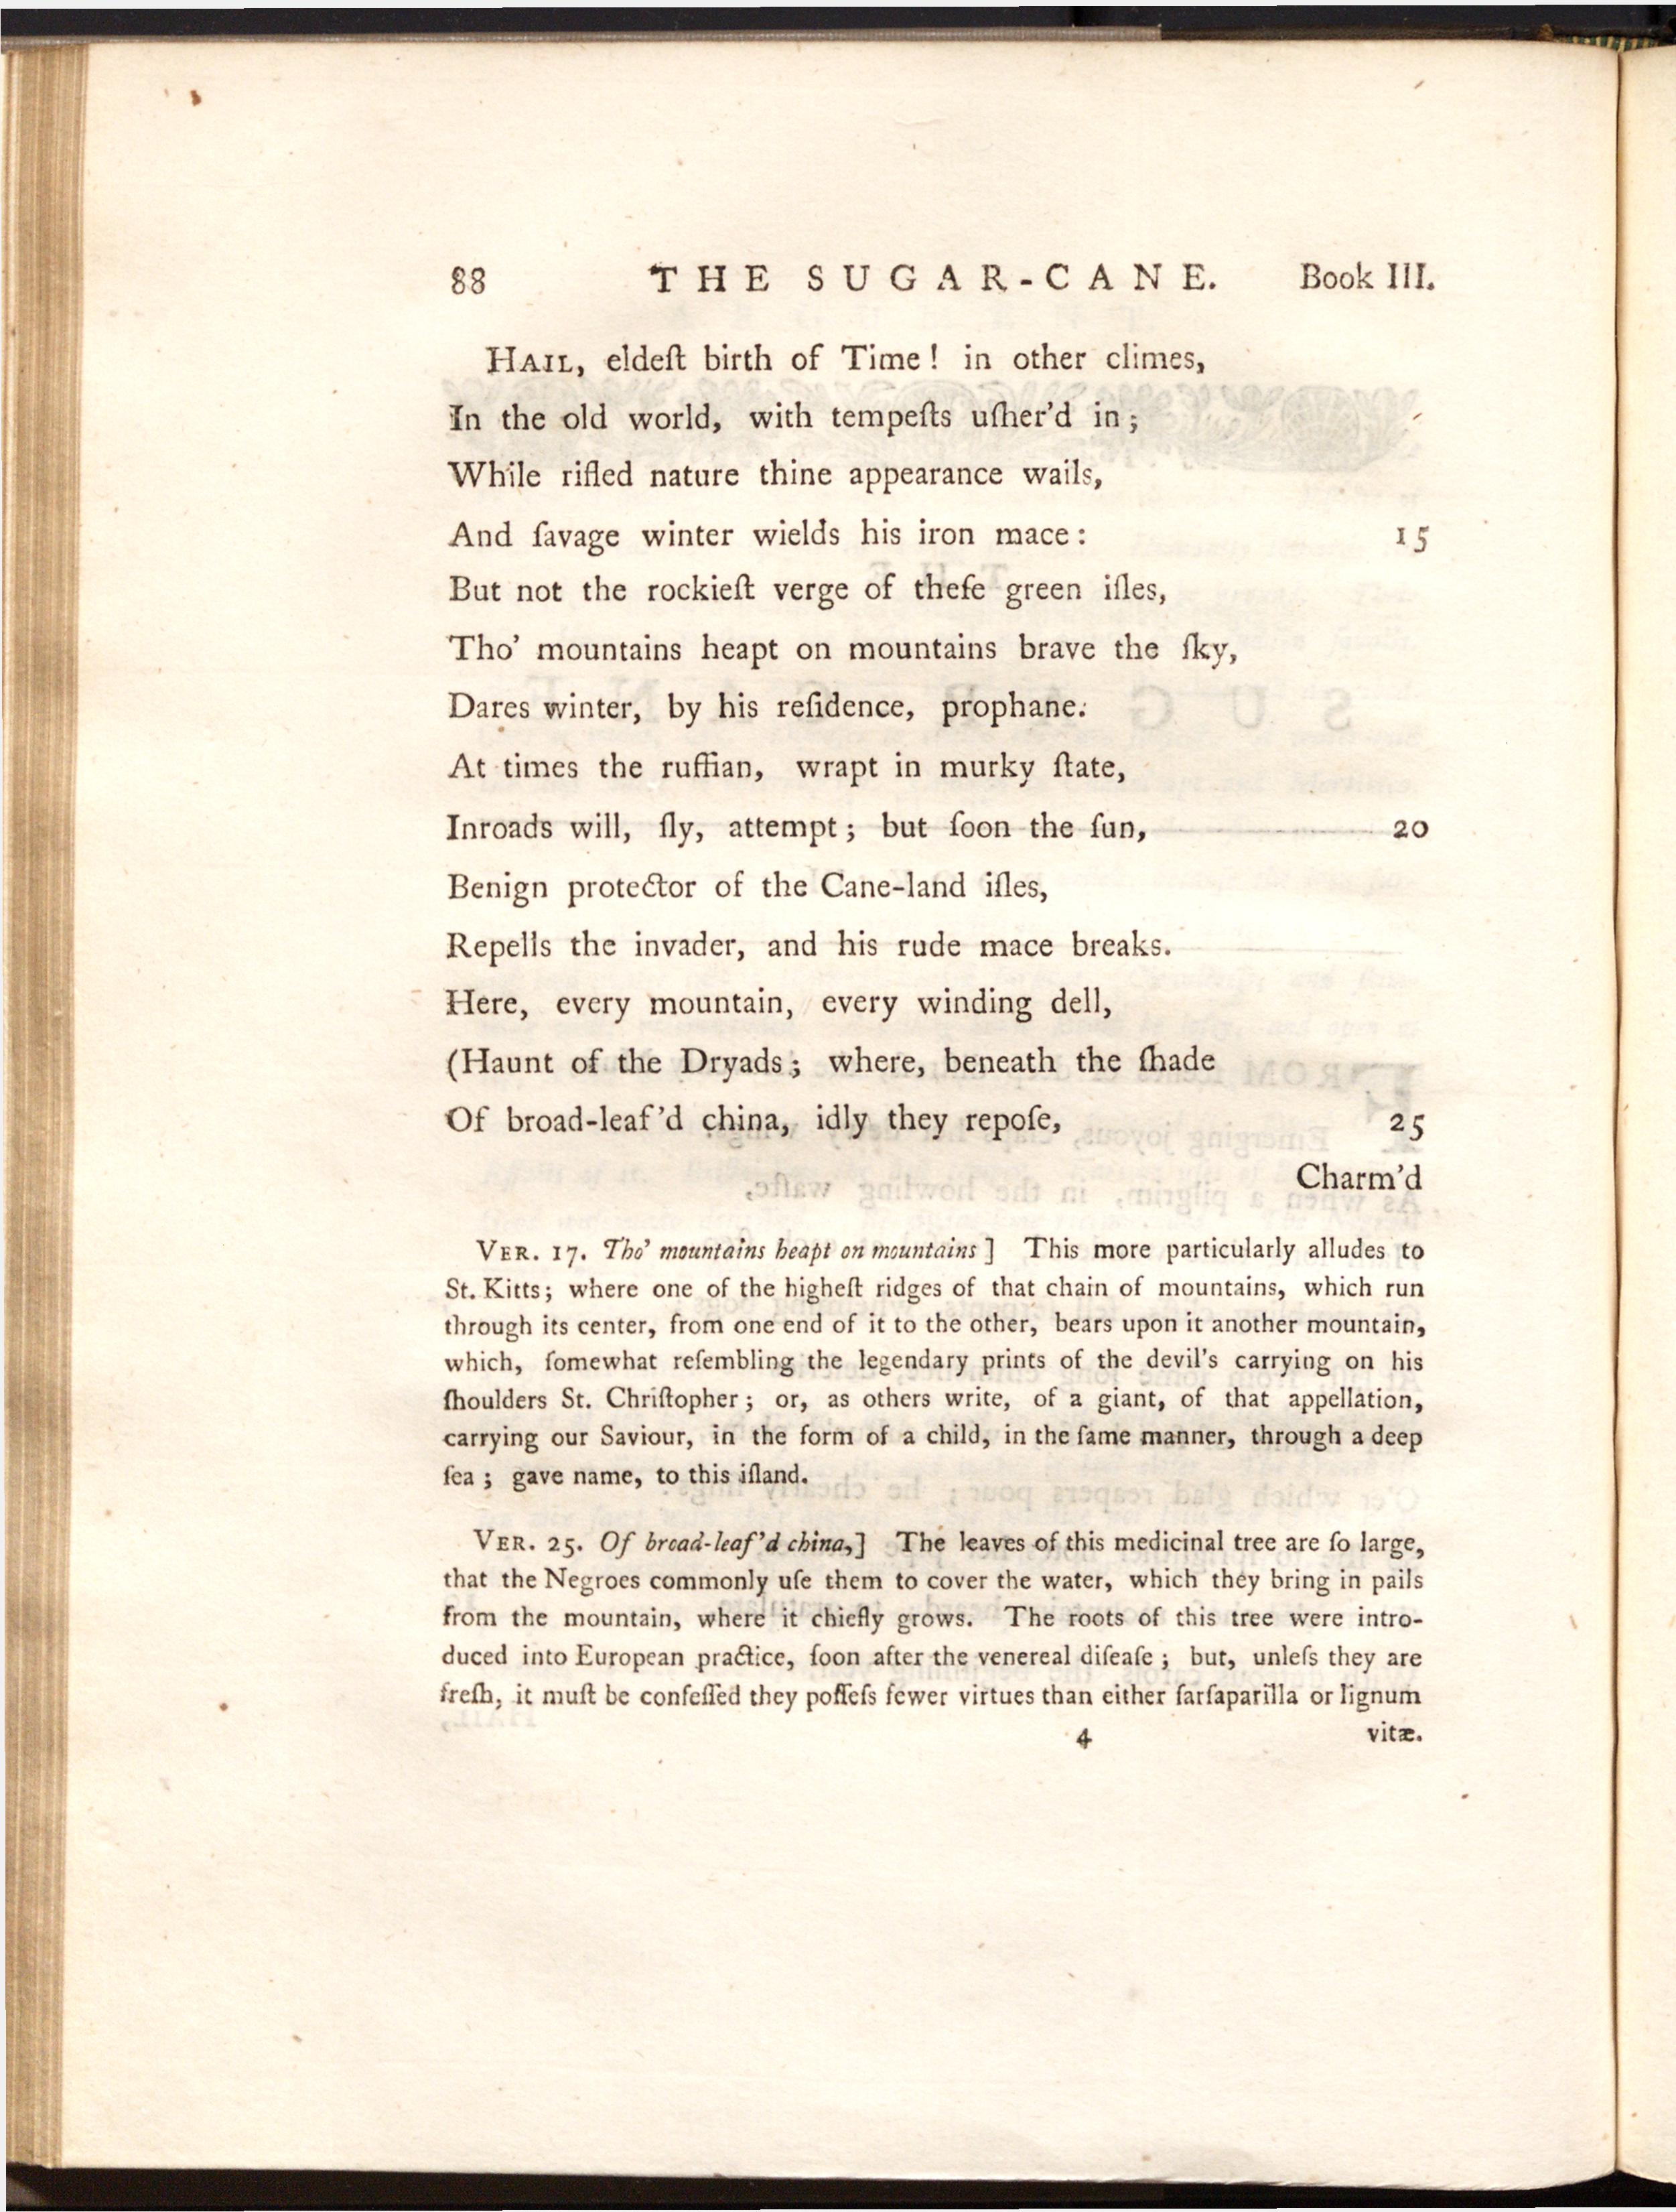 88 THE SUGAR-CANE. Book III.
HAIL, eldeſt birth of Time! in other climes,
In the old world, with tempeſts uſher'd in;
While rifled nature thine appearance wails,
And ſavage winter wields his iron mace: 15
But not the rockieſt verge of theſe green iſles,
Tho' mountains heapt on mountains brave the ſky,
Dares winter, by his reſidence, prophane.
At times the ruffian, wrapt in murky ſtate,
Inroads will, ſly, attempt; but ſoon the ſun, 20
Benign protector of the Cane-land iſles,
Repells the invader, and his rude mace breaks.
Here, every mountain, every winding dell,
(Haunt of the Dryads; where, beneath the ſhade
Of broad-leaf'd china, idly they repoſe, 25
Charm'd
VER. 17. Tho' mountains heapt on mountains] This more particularly alludes to
St. Kitts; where one of the higheſt ridges of that chain of mountains, which run
through its center, from one end of it to the other, bears upon it another mountain,
which, ſomewhat reſembling the legendary prints of the devil's carrying on his
ſhoulders St. Chriſtopher; or, as others write, of a giant, of that appellation,
carrying our Saviour, in the form of a child, in the ſame manner, through a deep
ſea; gave name, to this iſland.
VER. 25. Of broad-leaf'd china,] The leaves of this medicinal tree are ſo large,
that the Negroes commonly uſe them to cover the water, which they bring in pails
from the mountain, where it chiefly grows. The roots of this tree were intro-
duced into European practice, ſoon after the venereal diſeaſe; but, unleſs they are
freſh, it muſt be confeſſed they poſſeſs fewer virtues than either ſarſaparilla or lignum
4 vitæ.